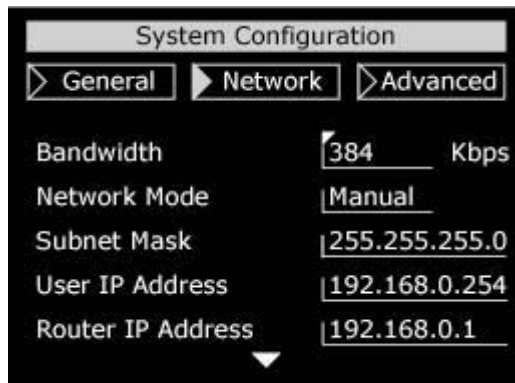 System Configuration
General Network Advanced
Bandwidth 384 Kbps
Network Mode Manual
Subnet Mask 255.255.255.0
User IP Address 192.168.0.254
Router IP Address 192.168.0.1